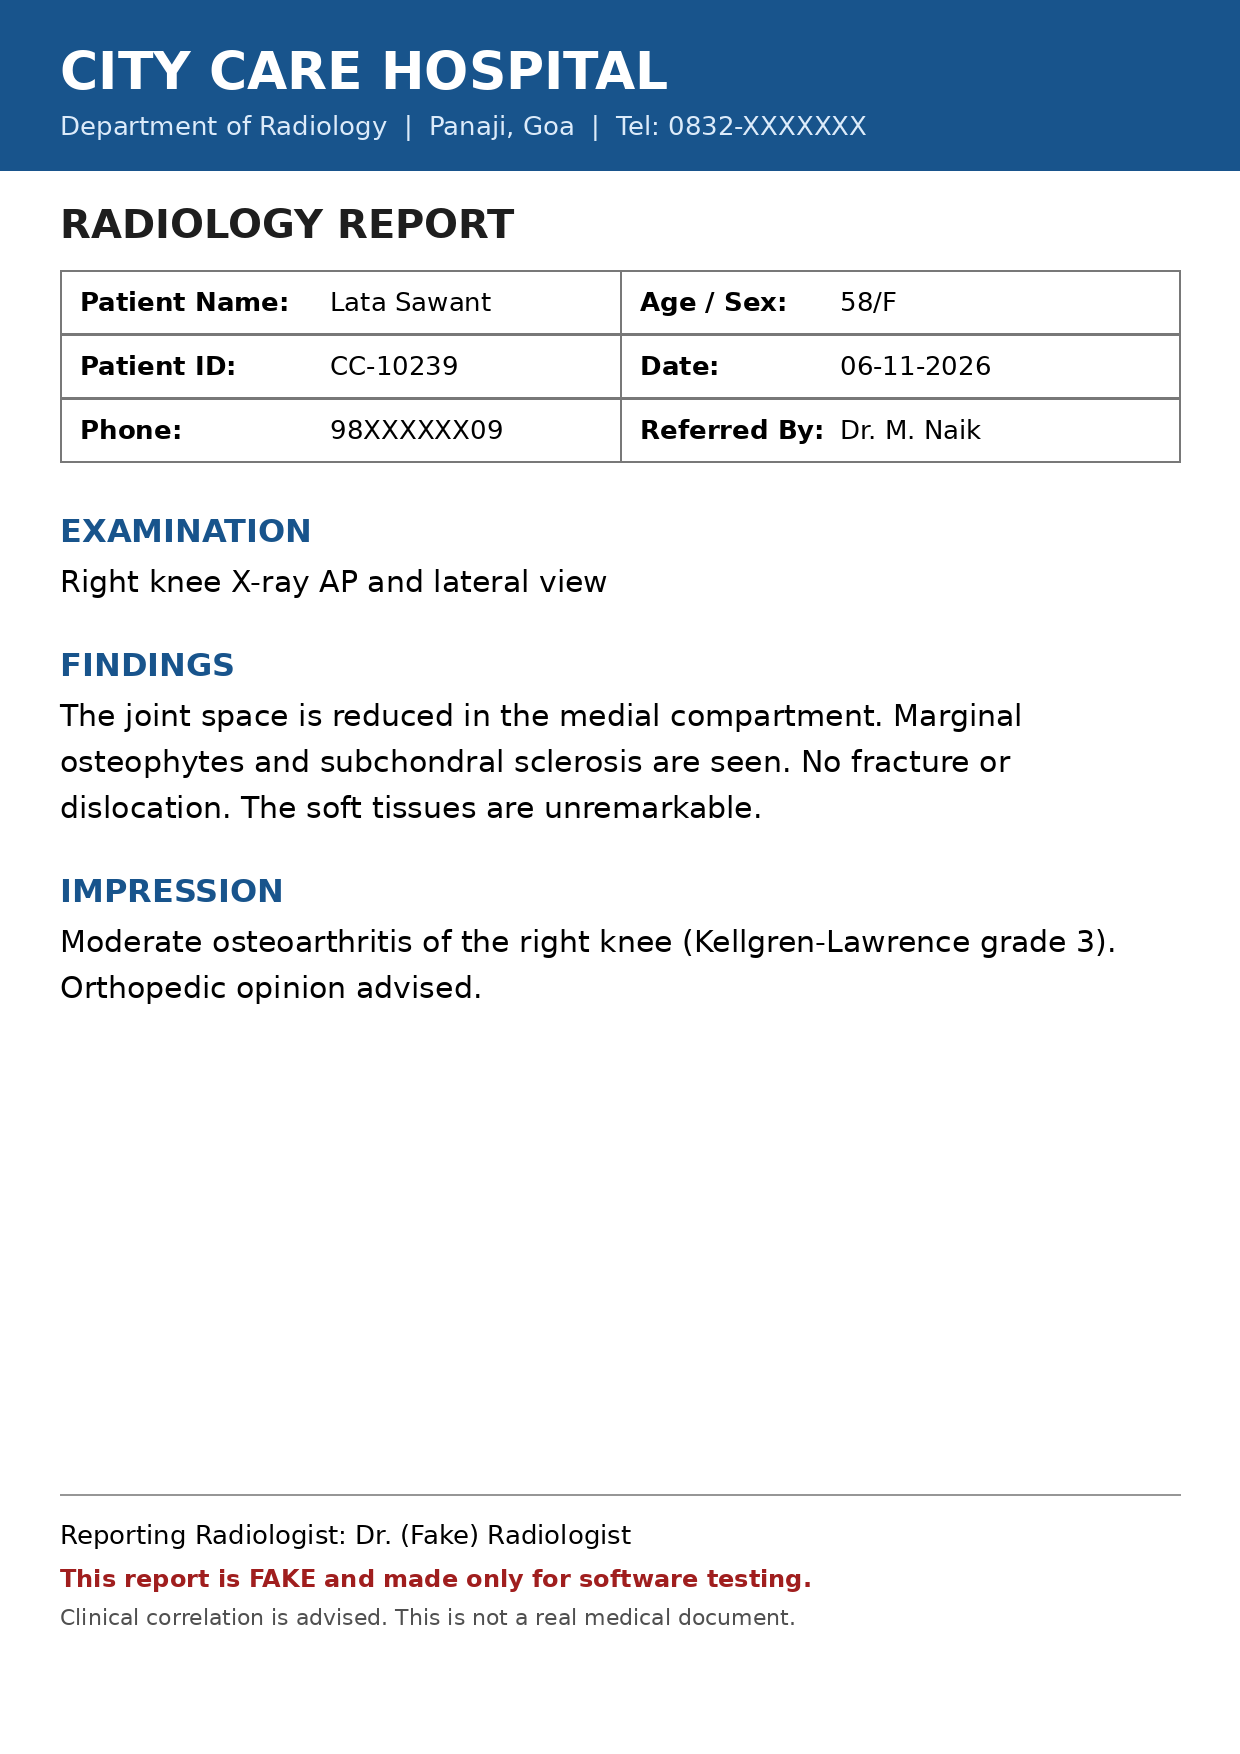 CITY CARE HOSPITAL
Department of Radiology | Panaji, Goa | Tel: 0832-XXXXXXX
RADIOLOGY REPORT
Patient Name: Lata Sawant Age / Sex: 58/F
Patient ID: CC-10239 Date: 06-11-2026
Phone: 98XXXXXX09 Referred By: Dr. M. Naik
EXAMINATION
Right knee X-ray AP and lateral view
FINDINGS
The joint space is reduced in the medial compartment. Marginal
osteophytes and subchondral sclerosis are seen. No fracture or
dislocation. The soft tissues are unremarkable.
IMPRESSION
Moderate osteoarthritis of the right knee (Kellgren-Lawrence grade 3).
Orthopedic opinion advised.
Reporting Radiologist: Dr. (Fake) Radiologist
This report is FAKE and made only for software testing.
Clinical correlation is advised. This is not a real medical document.